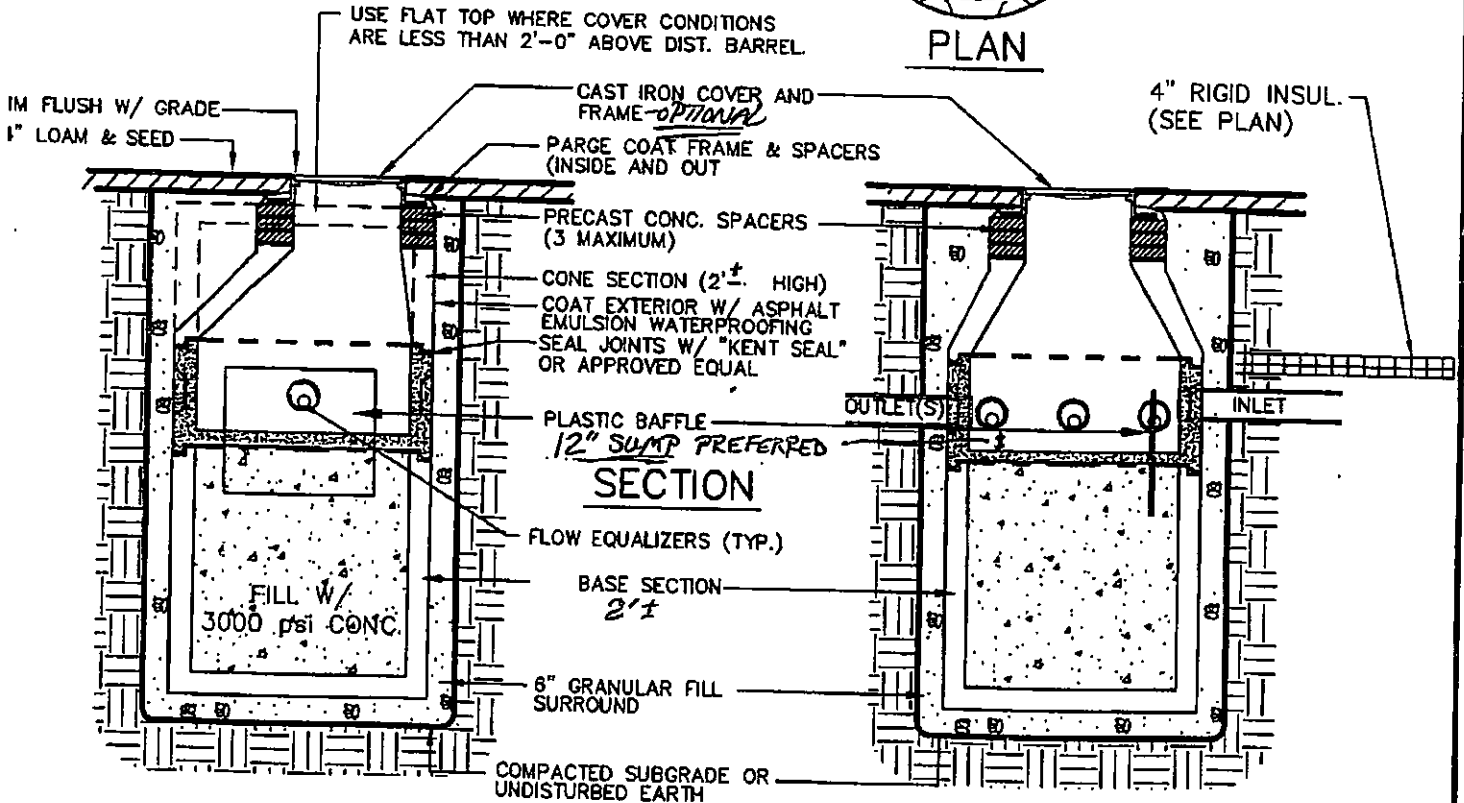 USE FLAT TOP WHERE COVER CONDITIONS
ARE LESS THAN 2'-0" ABOVE DIST. BARREL.
PLAN
IM FLUSH W/ GRADE
" LOAM & SEED
CAST IRON COVER AND
FRAME-OPTIONAL
4" RIGID INSUL.
(SEE PLAN)
PARGE COAT FRAME & SPACERS
(INSIDE AND OUT
PRECAST CONC. SPACERS
(3 MAXIMUM)
CONE SECTION (2'± HIGH)
COAT EXTERIOR W/ ASPHALT
EMULSION WATERPROOFING
SEAL JOINTS W/ "KENT SEAL"
OR APPROVED EQUAL
PLASTIC BAFFLE
OUTLET(S)
INLET
12" SUMP PREFERRED
SECTION
FLOW EQUALIZERS (TYP.)
BASE SECTION
2'±
FILL W/
3000 psi CONC.
6" GRANULAR FILL
SURROUND
COMPACTED SUBGRADE OR
UNDISTURBED EARTH